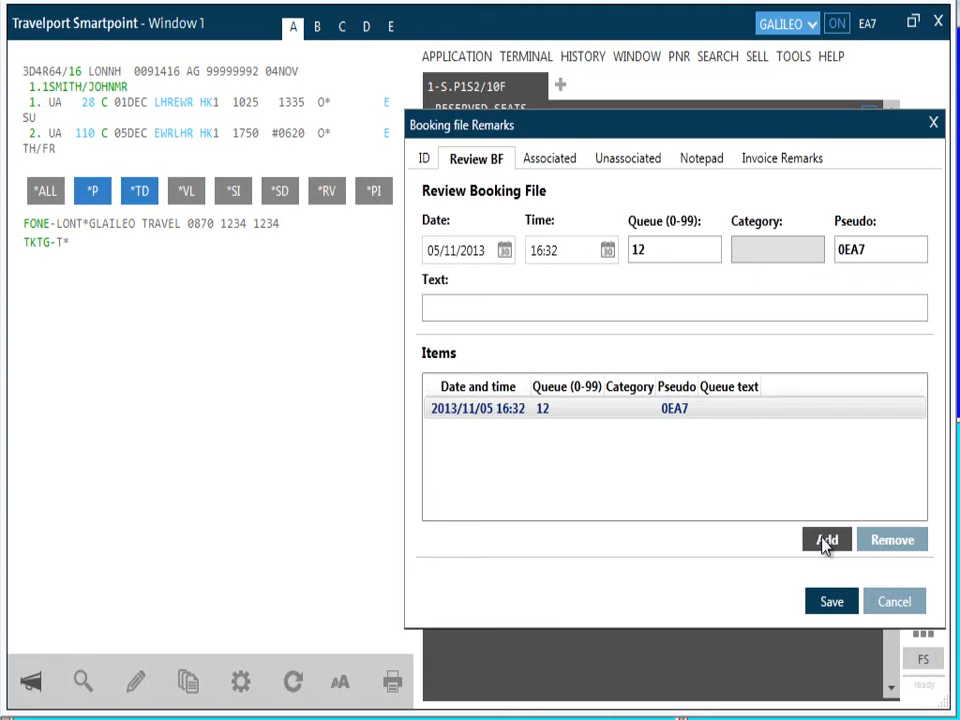 Travelport Smartpoint - Window 1
A B C D E
GALILEO ON EA7 X
3D4R64/16 LONNH 0091416 AG 99999992 04NOV
1.1SMITH/JOHNMR
1. UA 28 C 01DEC LHREWR HK1 1025 1335 O* E
SU
2. UA 110 C 05DEC EWRLHR HK1 1750 #0620 O* E
TH/FR
*ALL *P *TD *VL *SI *SD *RV *PI
FONE-LONT*GLAILEO TRAVEL 0870 1234 1234
TKTG-T*
APPLICATION TERMINAL HISTORY WINDOW PNR SEARCH SELL TOOLS HELP
1-S.P1S2/10F
RESERVED SEATS
Booking file Remarks X
ID Review BF Associated Unassociated Notepad Invoice Remarks
Review Booking File
Date: Time: Queue (0-99): Category: Pseudo:
05/11/2013 30 16:32 30 12 0EA7
Text:
Items
Date and time Queue (0-99) Category Pseudo Queue text
2013/11/05 16:32 12 0EA7
Add Remove
Save Cancel
AA
FS
ready